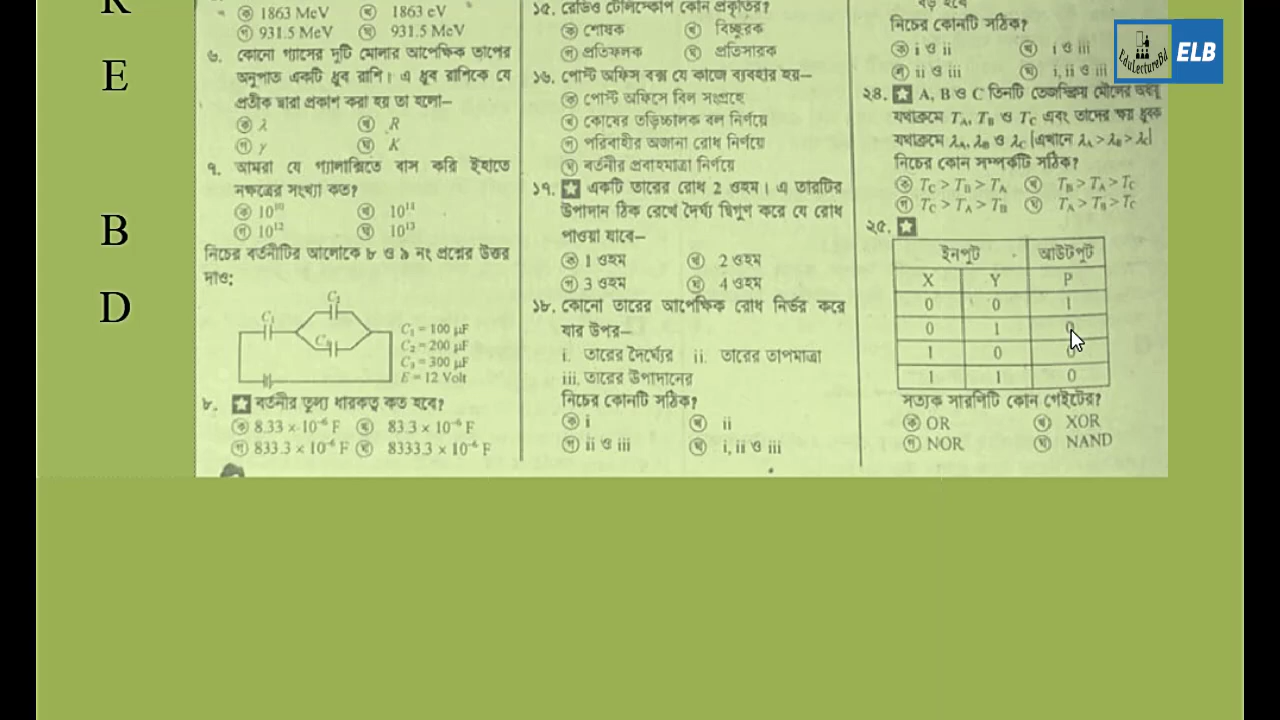 R
E
B
D
ক 1863 MeV খ 1863 eV
গ 931.5 MeV ঘ 931.5 MeV
৬. কোনো গ্যাসের দুটি মোলার আপেক্ষিক তাপের
অনুপাত একটি ধ্রুব রাশি। এ ধ্রুব রাশিকে যে
প্রতীক দ্বারা প্রকাশ করা হয় তা হলো—
ক λ খ R
গ γ ঘ K
৭. আমরা যে গ্যালাক্সিতে বাস করি ইহাতে
নক্ষত্রের সংখ্যা কত?
ক 10¹⁰ খ 10¹¹
গ 10¹² ঘ 10¹³
নিচের বর্তনীটির আলোকে ৮ ও ৯ নং প্রশ্নের উত্তর
দাও:
C₁
C₁ = 100 μF
C₂ = 200 μF
C₃ = 300 μF
E = 12 Volt
৮. ★ বর্তনীর তুল্য ধারকত্ব কত হবে?
ক 8.33 × 10⁻⁶ F খ 83.3 × 10⁻⁶ F
গ 833.3 × 10⁻⁶ F ঘ 8333.3 × 10⁻⁶ F
১৫. রেডিও টেলিস্কোপ কোন প্রকৃতির?
ক শোষক খ বিচ্ছুরক
গ প্রতিফলক ঘ প্রতিসারক
১৬. পোস্ট অফিস বক্স যে কাজে ব্যবহার হয়—
ক পোস্ট অফিসে বিল সংগ্রহে
খ কোষের তড়িচ্চালক বল নির্ণয়ে
গ পরিবাহীর অজানা রোধ নির্ণয়ে
ঘ বর্তনীর প্রবাহমাত্রা নির্ণয়ে
১৭. ★ একটি তারের রোধ 2 ওহম। এ তারটির
উপাদান ঠিক রেখে দৈর্ঘ্য দ্বিগুণ করে যে রোধ
পাওয়া যাবে—
ক 1 ওহম খ 2 ওহম
গ 3 ওহম ঘ 4 ওহম
১৮. কোনো তারের আপেক্ষিক রোধ নির্ভর করে
যার উপর—
i. তারের দৈর্ঘ্যের ii. তারের তাপমাত্রা
iii. তারের উপাদানের
নিচের কোনটি সঠিক?
ক i খ ii
গ ii ও iii ঘ i, ii ও iii
নিচের কোনটি সঠিক?
ক i ও ii খ i ও iii
গ ii ও iii ঘ i, ii ও iii
২৪. ★ A, B ও C তিনটি তেজস্ক্রিয় মৌলের
যথাক্রমে T_A, T_B ও T_C এবং তাদের ক্ষয় ধ্রুবক
যথাক্রমে λ_A, λ_B ও λ_C [এখানে λ_A > λ_B > λ_C]
নিচের কোন সম্পর্কটি সঠিক?
ক T_C > T_B > T_A খ T_B > T_A > T_C
গ T_C > T_A > T_B ঘ T_A > T_B > T_C
২৫. ★
ইনপুট আউটপুট
X Y P
0 0 1
0 1 0
1 0 0
1 1 0
সত্যক সারণিটি কোন গেইটের?
ক OR খ XOR
গ NOR ঘ NAND
EduLectureBd
ELB